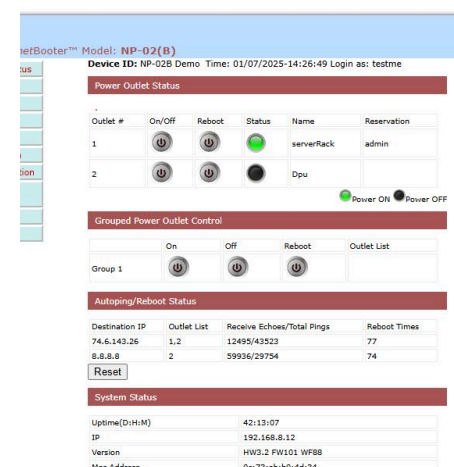 netBooter™ Model: NP-02(B)
Device ID: NP-02B Demo Time: 01/07/2025-14:26:49 Login as: testme
Power Outlet Status
Outlet # On/Off Reboot Status Name Reservation
1 serverRack admin
2 Dpu
Power ON Power OFF
Grouped Power Outlet Control
On Off Reboot Outlet List
Group 1
Autoping/Reboot Status
Destination IP Outlet List Receive Echoes/Total Pings Reboot Times
74.6.143.26 1,2 12495/43523 77
8.8.8.8 2 59936/29754 74
Reset
System Status
Uptime(D:H:M) 42:13:07
IP 192.168.8.12
Version HW3.2 FW101 WF88
Mac Address